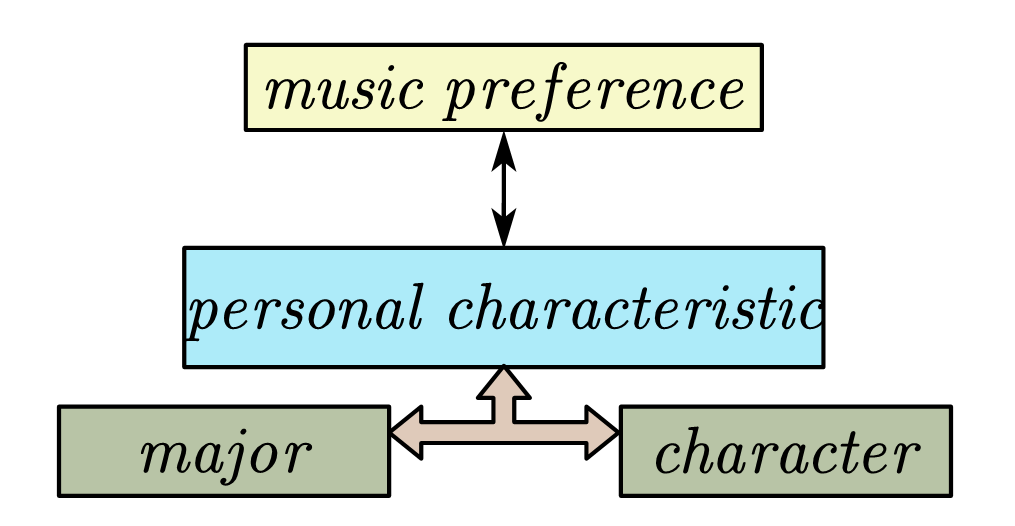 music preference
personal characteristic
major
character